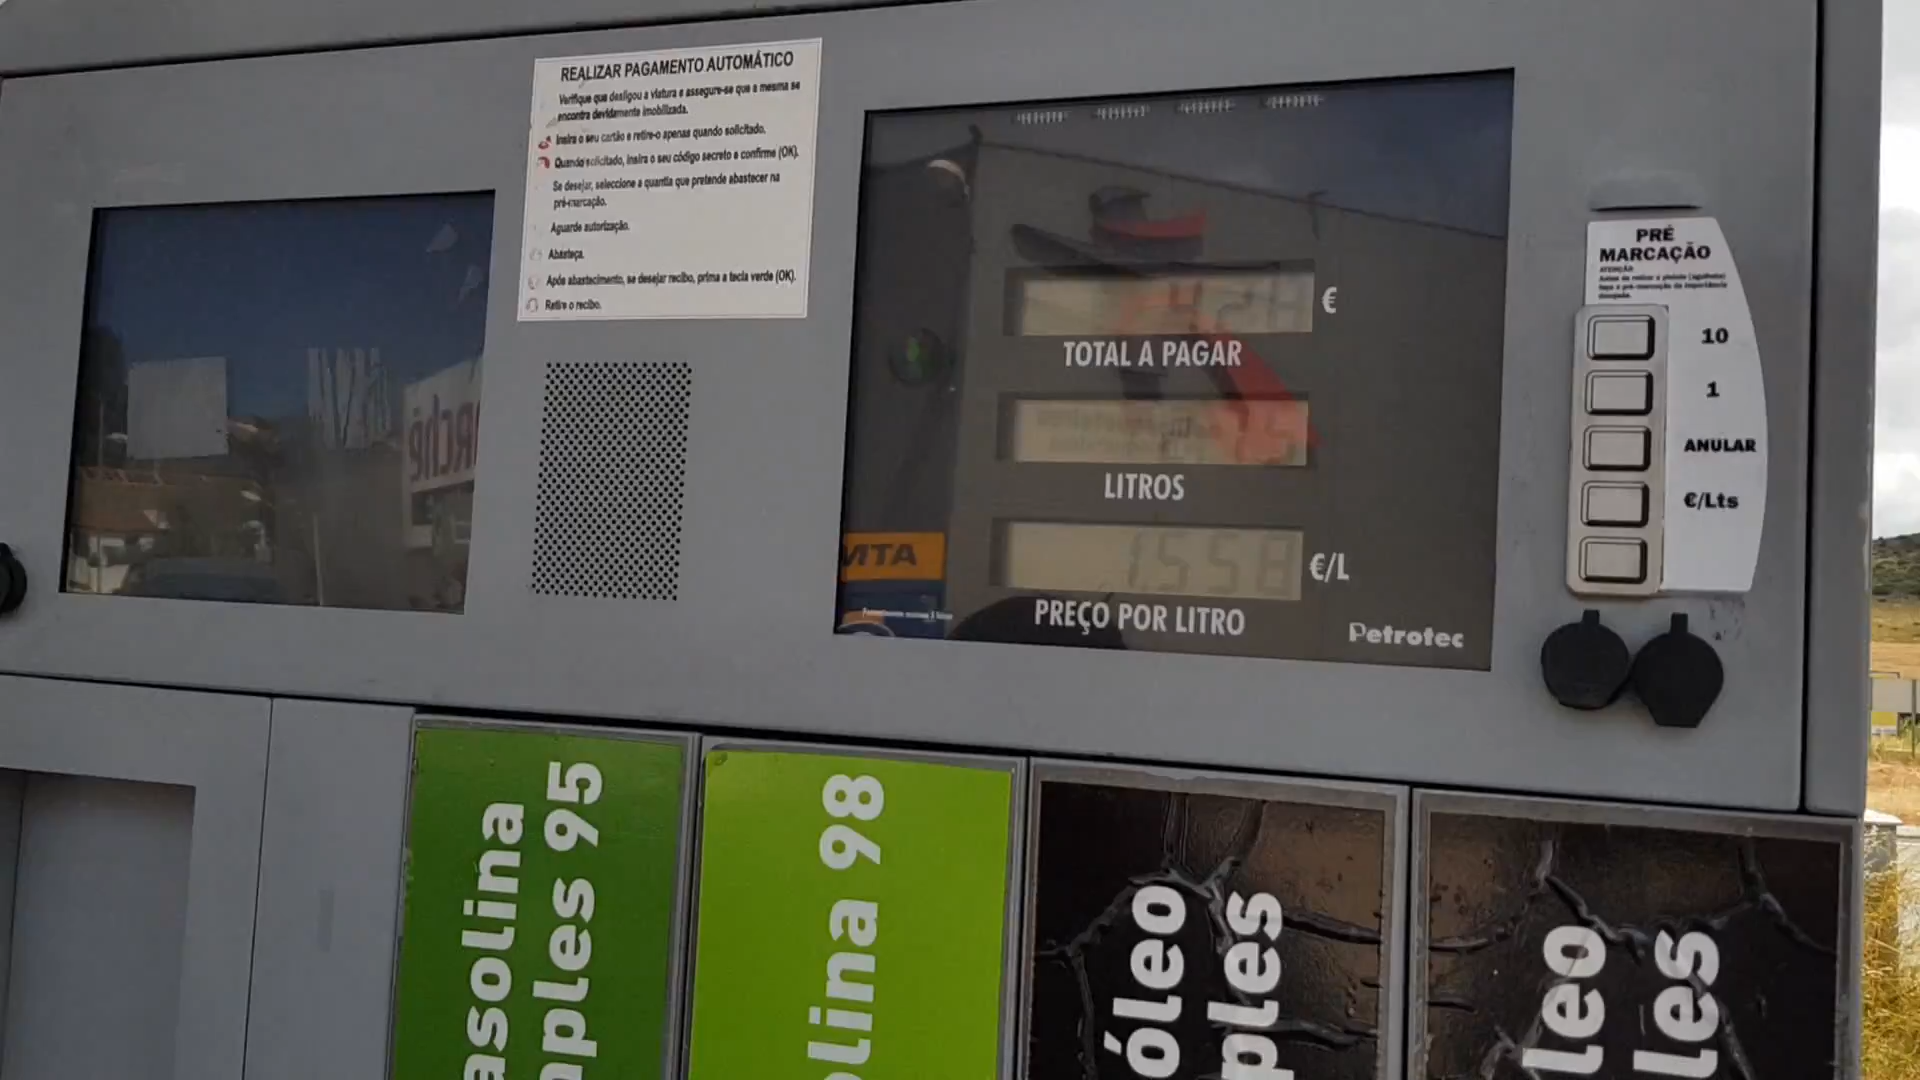 REALIZAR PAGAMENTO AUTOMÁTICO
Verifique que desligou a viatura e assegure-se que a mesma se
encontra devidamente imobilizada.
Insira o seu cartão e retire-o apenas quando solicitado.
Quando solicitado, insira o seu código secreto e confirme (OK).
Se desejar, seleccione a quantia que pretende abastecer na
pré-marcação.
Aguarde autorização.
Abasteça.
Após abastecimento, se desejar recibo, prima a tecla verde (OK).
Retire o recibo.
€
TOTAL A PAGAR
LITROS
1.558 €/L
PREÇO POR LITRO
Petrotec
MTA
PRÉ
MARCAÇÃO
ATENÇÃO
10
1
ANULAR
€/Lts
asolina
mples 95
olina 98
óleo
ples
leo
les